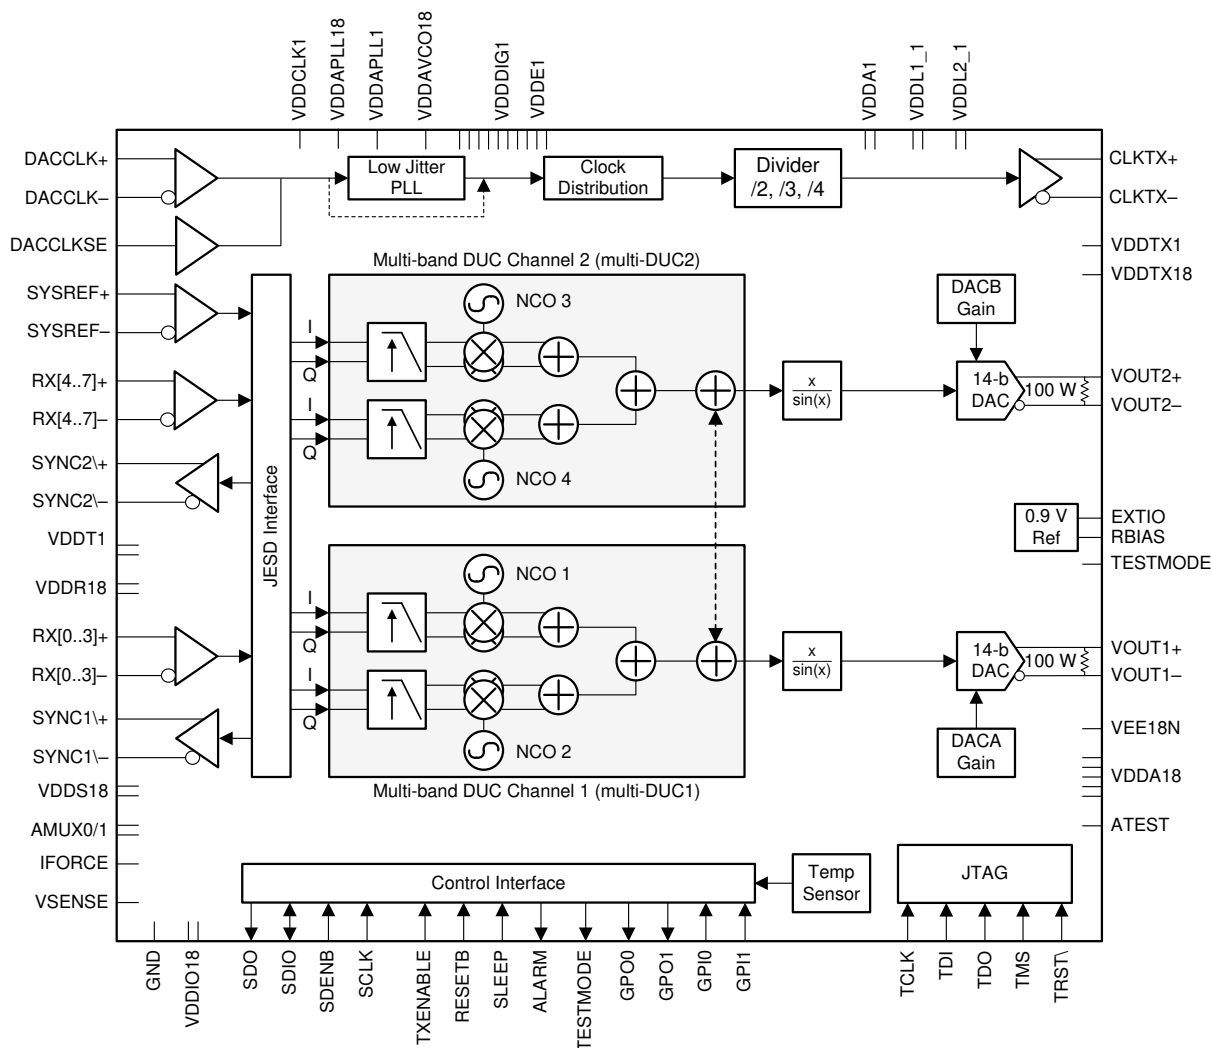 VDDCLK1
VDDAPLL18
VDDAPLL1
VDDAVCO18
VDDDIG1
VDDE1
VDDA1
VDDL1_1
VDDL2_1
DACCLK+
DACCLK–
DACCLKSE
SYSREF+
SYSREF–
RX[4..7]+
RX[4..7]–
SYNC2\+
SYNC2\–
VDDT1
VDDR18
RX[0..3]+
RX[0..3]–
SYNC1\+
SYNC1\–
VDDS18
AMUX0/1
IFORCE
VSENSE
Low Jitter
PLL
Clock
Distribution
Divider
/2, /3, /4
JESD Interface
Multi-band DUC Channel 2 (multi-DUC2)
I
Q
I
Q
NCO 3
NCO 4
x
sin(x)
DACB
Gain
14-b
DAC
100 W
I
Q
I
Q
NCO 1
NCO 2
Multi-band DUC Channel 1 (multi-DUC1)
x
sin(x)
14-b
DAC
100 W
DACA
Gain
0.9 V
Ref
Control Interface
Temp
Sensor
JTAG
CLKTX+
CLKTX–
VDDTX1
VDDTX18
VOUT2+
VOUT2–
EXTIO
RBIAS
TESTMODE
VOUT1+
VOUT1–
VEE18N
VDDA18
ATEST
GND
VDDIO18
SDO
SDIO
SDENB
SCLK
TXENABLE
RESETB
SLEEP
ALARM
TESTMODE
GPO0
GPO1
GPI0
GPI1
TCLK
TDI
TDO
TMS
TRST\